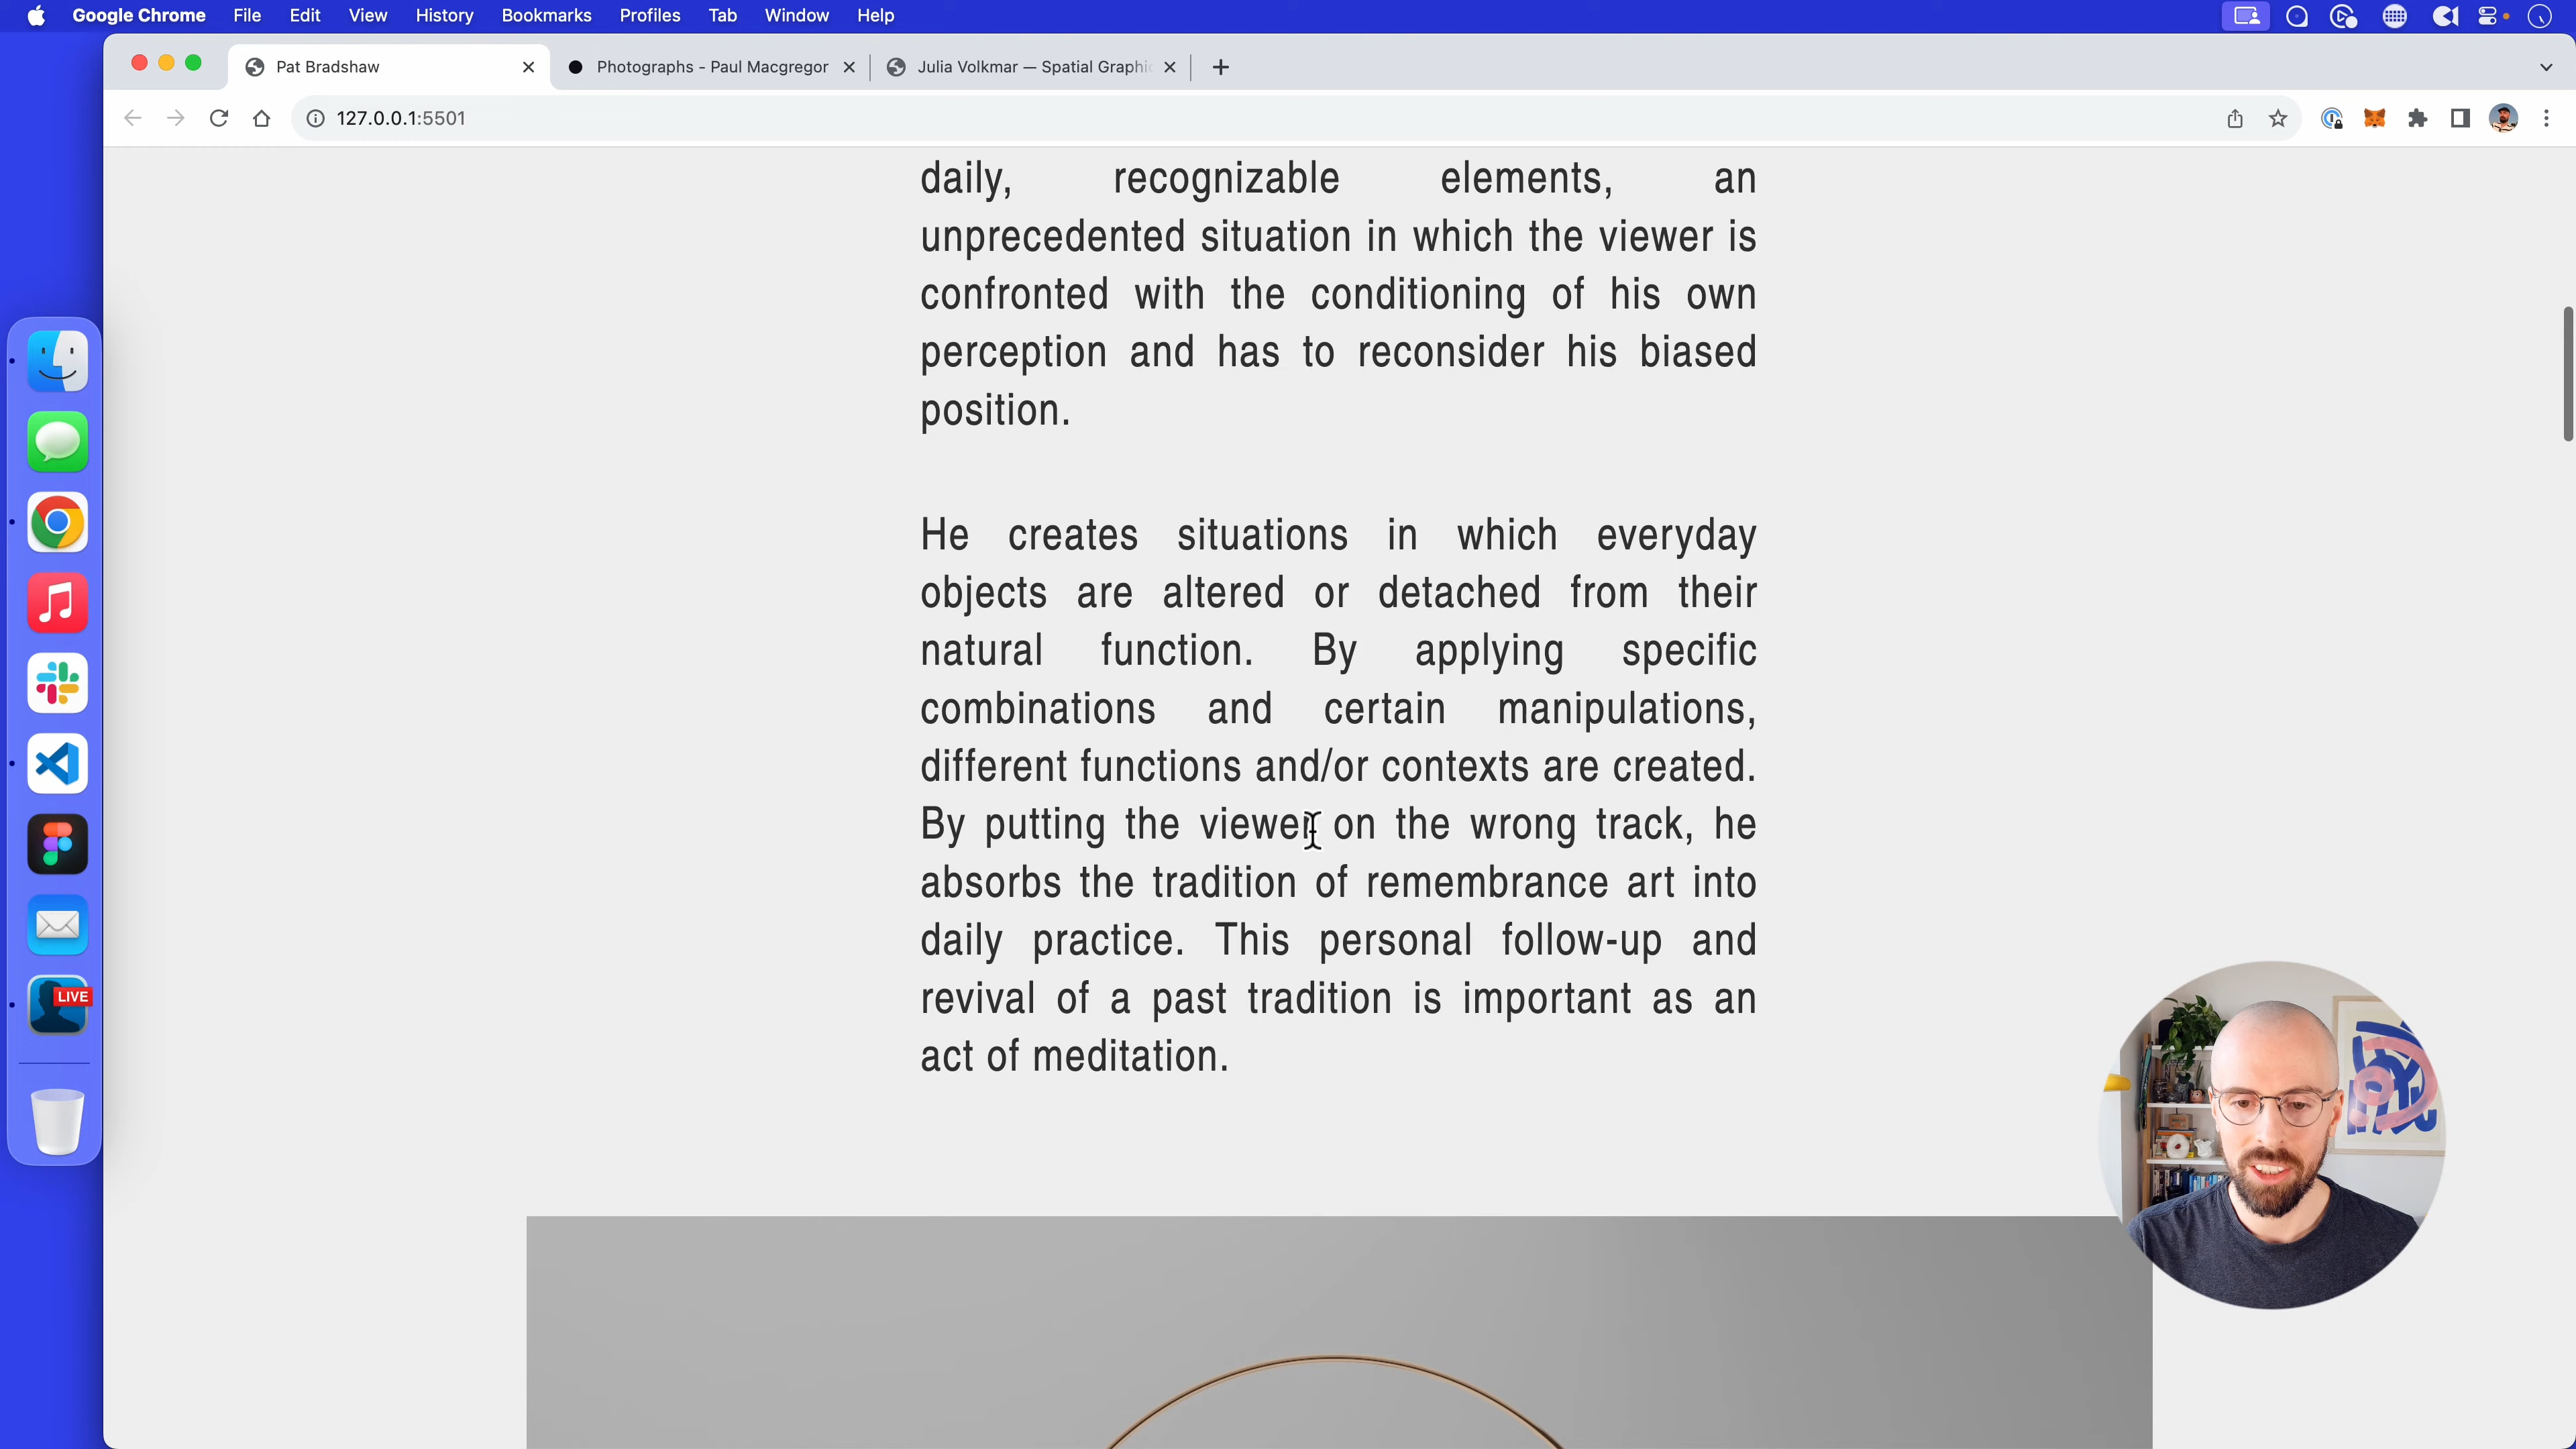 Google Chrome File Edit View History Bookmarks Profiles Tab Window Help
Pat Bradshaw
Photographs - Paul Macgregor
Julia Volkmar — Spatial Graphi
127.0.0.1:5501
daily, recognizable elements, an
unprecedented situation in which the viewer is
confronted with the conditioning of his own
perception and has to reconsider his biased
position.
He creates situations in which everyday
objects are altered or detached from their
natural function. By applying specific
combinations and certain manipulations,
different functions and/or contexts are created.
By putting the viewer on the wrong track, he
absorbs the tradition of remembrance art into
daily practice. This personal follow-up and
revival of a past tradition is important as an
act of meditation.
LIVE